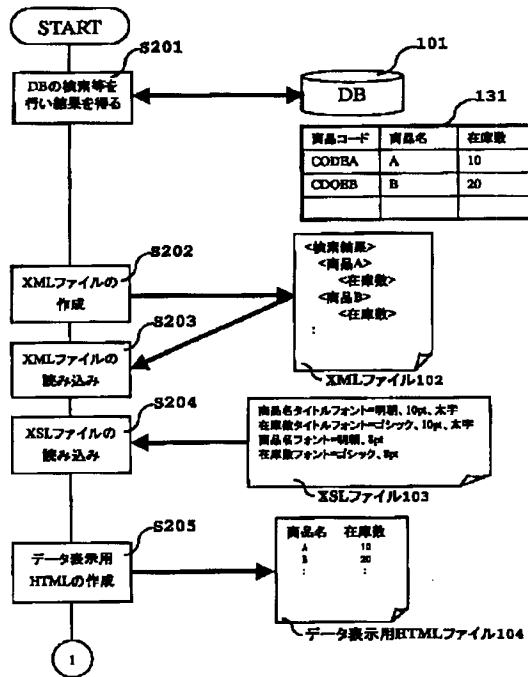 START
S201
DBの検索等を
行い結果を得る
101
DB
131
商品コード 商品名 在庫数
CODEA A 10
CDOEB B 20
S202
XMLファイルの
作成
<検索結果>
<商品A>
<在庫数>
<商品B>
<在庫数>
:
XMLファイル102
S203
XMLファイルの
読み込み
S204
XSLファイルの
読み込み
商品名タイトルフォント=明朝、10pt、太字
在庫数タイトルフォント=ゴシック、10pt、太字
商品名フォント=明朝、8pt
在庫数フォント=ゴシック、8pt
XSLファイル103
S205
データ表示用
HTMLの作成
商品名 在庫数
A 10
B 20
: :
データ表示用HTMLファイル104
1